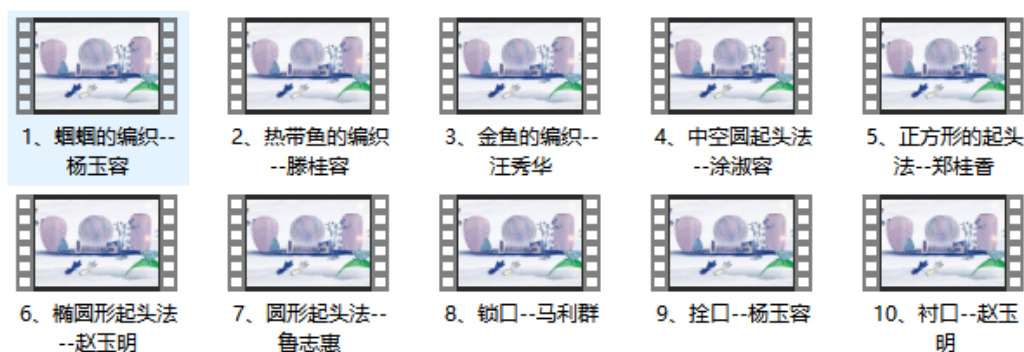 1、蝈蝈的编织--
杨玉容
2、热带鱼的编织
--滕桂容
3、金鱼的编织--
汪秀华
4、中空圆起头法
--涂淑容
5、正方形的起头
法--郑桂香
6、椭圆形起头法
--赵玉明
7、圆形起头法--
鲁志惠
8、锁口--马利群
9、拴口--杨玉容
10、衬口--赵玉
明